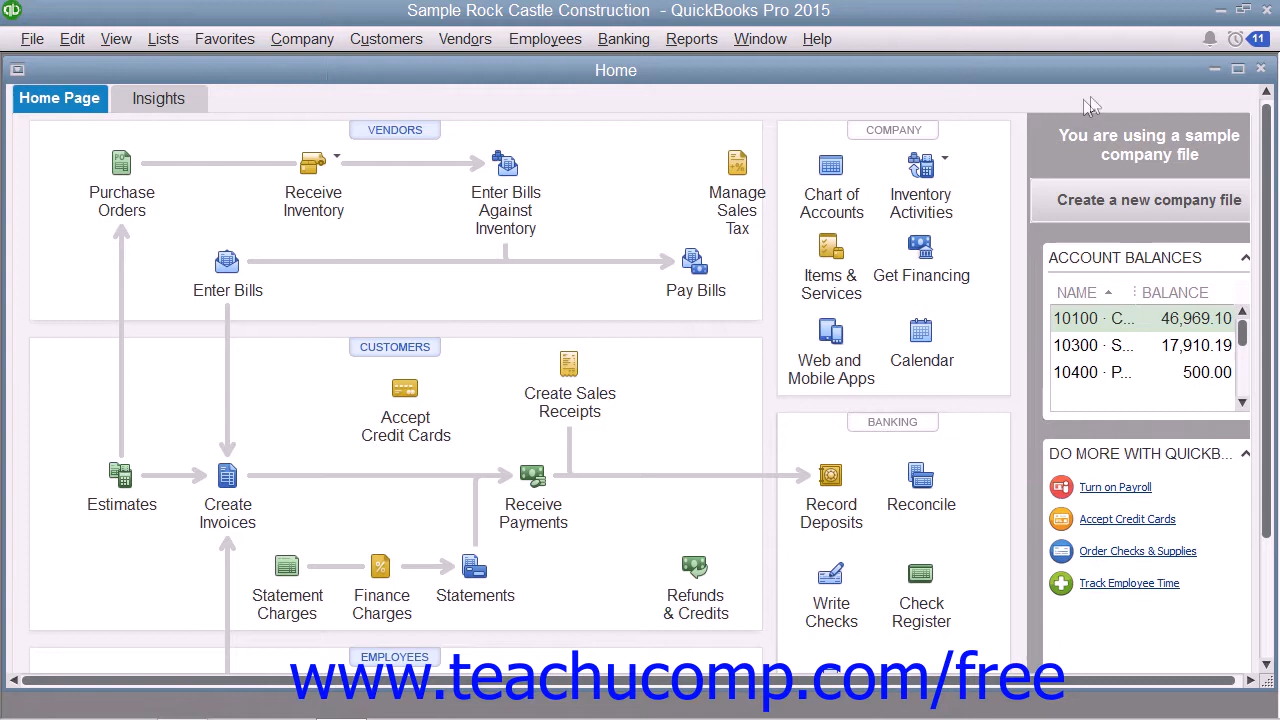 qb
Sample Rock Castle Construction - QuickBooks Pro 2015
File Edit View Lists Favorites Company Customers Vendors Employees Banking Reports Window Help 11
Home
Home Page Insights
VENDORS
Purchase
Orders
Receive
Inventory
Enter Bills
Against
Inventory
Manage
Sales
Tax
Enter Bills
Pay Bills
CUSTOMERS
Accept
Credit Cards
Create Sales
Receipts
Estimates
Create
Invoices
Receive
Payments
Statement
Charges
Finance
Charges
Statements
Refunds
& Credits
EMPLOYEES
COMPANY
Chart of
Accounts
Inventory
Activities
Items &
Services
Get Financing
Web and
Mobile Apps
Calendar
BANKING
Record
Deposits
Reconcile
Write
Checks
Check
Register
You are using a sample
company file
Create a new company file
ACCOUNT BALANCES
NAME BALANCE
10100 · C... 46,969.10
10300 · S... 17,910.19
10400 · P... 500.00
DO MORE WITH QUICKB...
Turn on Payroll
Accept Credit Cards
Order Checks & Supplies
Track Employee Time
www.teachucomp.com/free